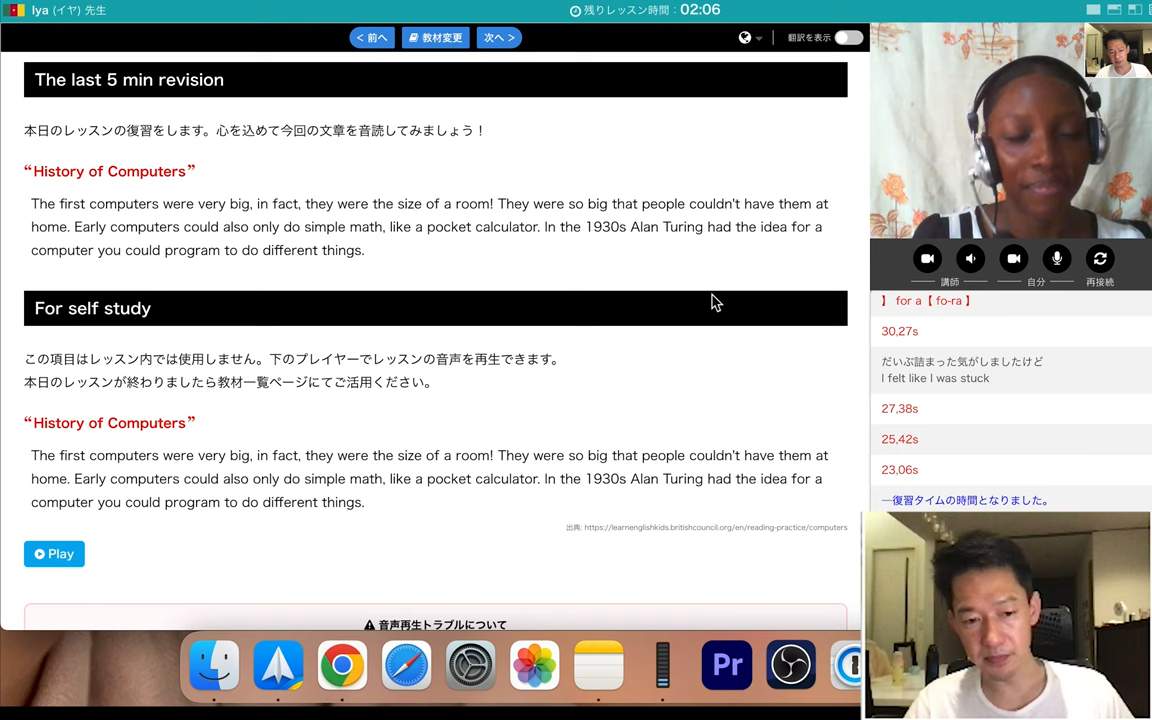 Iya (イヤ) 先生
残りレッスン時間：02:06
< 前へ
教材変更
次へ >
翻訳を表示
The last 5 min revision
本日のレッスンの復習をします。心を込めて今回の文章を音読してみましょう！
“History of Computers”
The first computers were very big, in fact, they were the size of a room! They were so big that people couldn't have them at
home. Early computers could also only do simple math, like a pocket calculator. In the 1930s Alan Turing had the idea for a
computer you could program to do different things.
For self study
この項目はレッスン内では使用しません。下のプレイヤーでレッスンの音声を再生できます。
本日のレッスンが終わりましたら教材一覧ページにてご活用ください。
“History of Computers”
The first computers were very big, in fact, they were the size of a room! They were so big that people couldn't have them at
home. Early computers could also only do simple math, like a pocket calculator. In the 1930s Alan Turing had the idea for a
computer you could program to do different things.
出典: https://learnenglishkids.britishcouncil.org/en/reading-practice/computers
Play
音声再生トラブルについて
講師
自分
再接続
】 for a【 fo-ra 】
30,27s
だいぶ詰まった気がしましたけど
I felt like I was stuck
27,38s
25,42s
23,06s
―復習タイムの時間となりました。
Pr